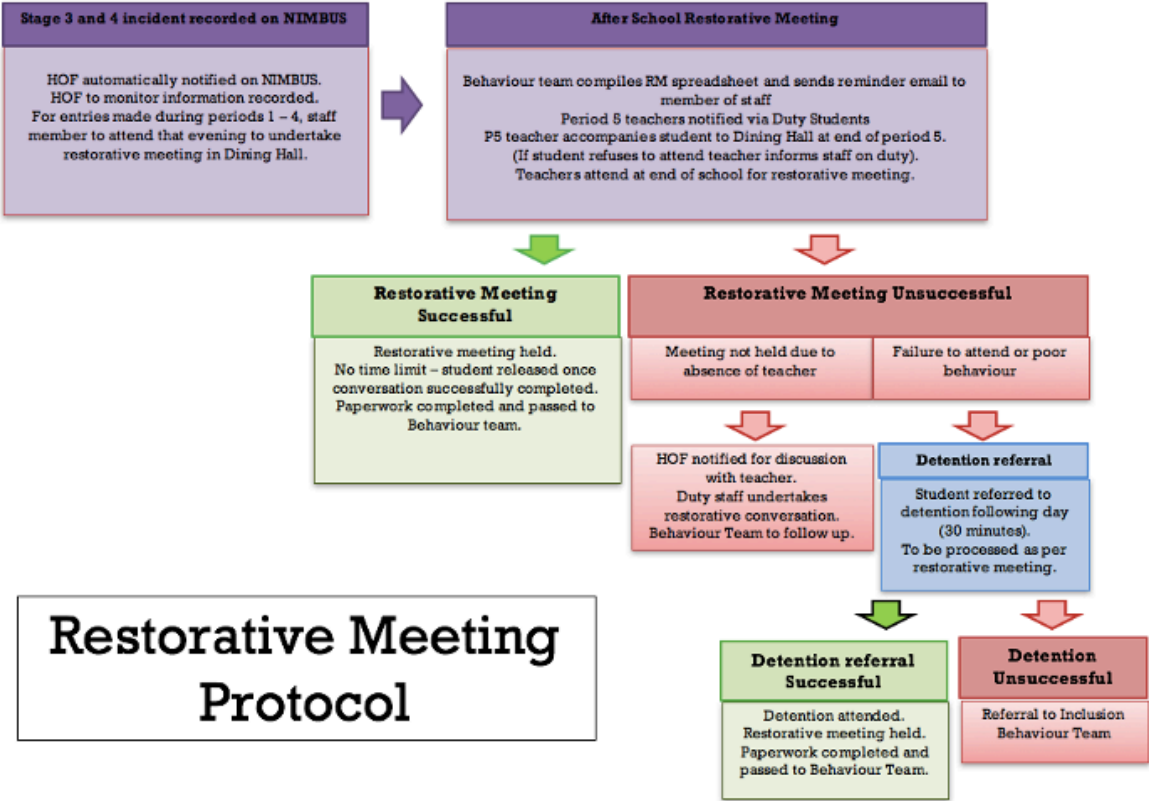 Stage 3 and 4 incident recorded on NIMBUS
HOF automatically notified on NIMBUS.
HOF to monitor information recorded.
For entries made during periods 1 – 4, staff
member to attend that evening to undertake
restorative meeting in Dining Hall.
After School Restorative Meeting
Behaviour team compiles RM spreadsheet and sends reminder email to
member of staff
Period 5 teachers notified via Duty Students
P5 teacher accompanies student to Dining Hall at end of period 5.
(If student refuses to attend teacher informs staff on duty).
Teachers attend at end of school for restorative meeting.
Restorative Meeting
Successful
Restorative meeting held.
No time limit – student released once
conversation successfully completed.
Paperwork completed and passed to
Behaviour team.
Restorative Meeting Unsuccessful
Meeting not held due to
absence of teacher
Failure to attend or poor
behaviour
HOF notified for discussion
with teacher.
Duty staff undertakes
restorative conversation.
Behaviour Team to follow up.
Detention referral
Student referred to
detention following day
(30 minutes).
To be processed as per
restorative meeting.
Detention referral
Successful
Detention attended.
Restorative meeting held.
Paperwork completed and
passed to Behaviour Team.
Detention
Unsuccessful
Referral to Inclusion
Behaviour Team
Restorative Meeting
Protocol